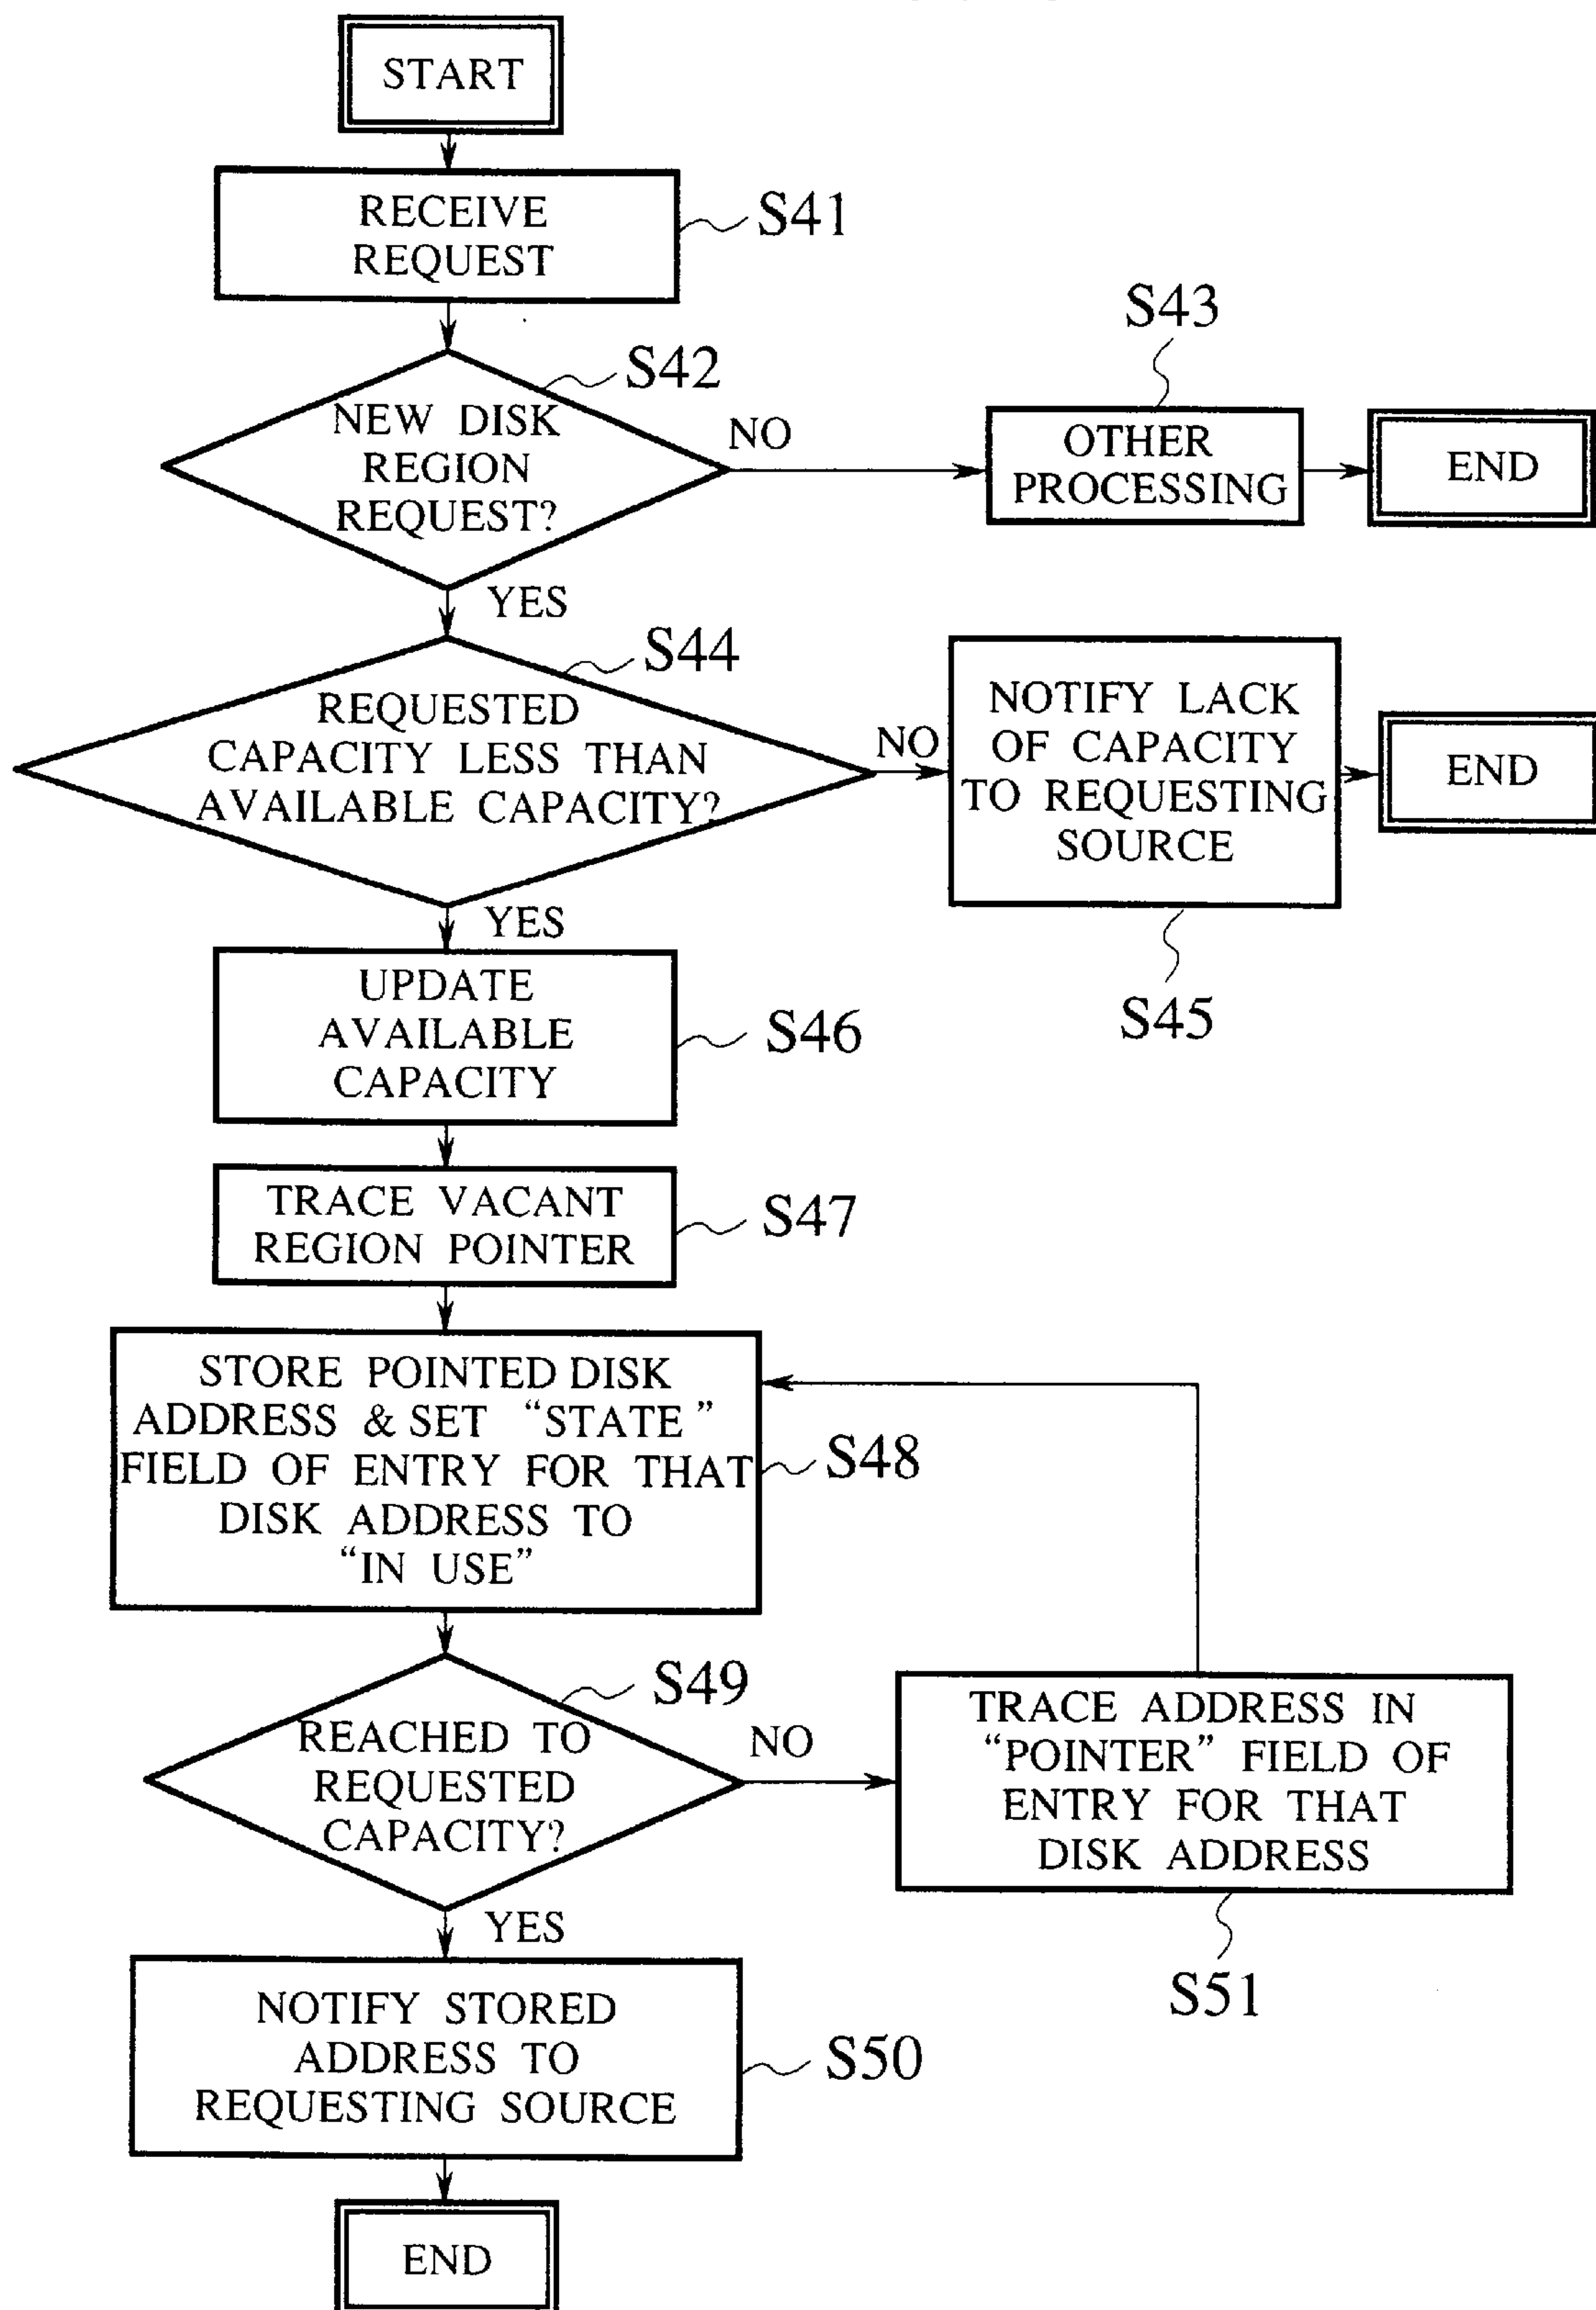 START
RECEIVE
REQUEST
S41
S42
NEW DISK
REGION
REQUEST?
NO
S43
OTHER
PROCESSING
END
YES
S44
REQUESTED
CAPACITY LESS THAN
AVAILABLE CAPACITY?
NO
NOTIFY LACK
OF CAPACITY
TO REQUESTING
SOURCE
S45
END
YES
UPDATE
AVAILABLE
CAPACITY
S46
TRACE VACANT
REGION POINTER
S47
STORE POINTED DISK
ADDRESS & SET “STATE”
FIELD OF ENTRY FOR THAT
DISK ADDRESS TO
“IN USE”
S48
S49
REACHED TO
REQUESTED
CAPACITY?
NO
TRACE ADDRESS IN
“POINTER” FIELD OF
ENTRY FOR THAT
DISK ADDRESS
S51
YES
NOTIFY STORED
ADDRESS TO
REQUESTING SOURCE
S50
END